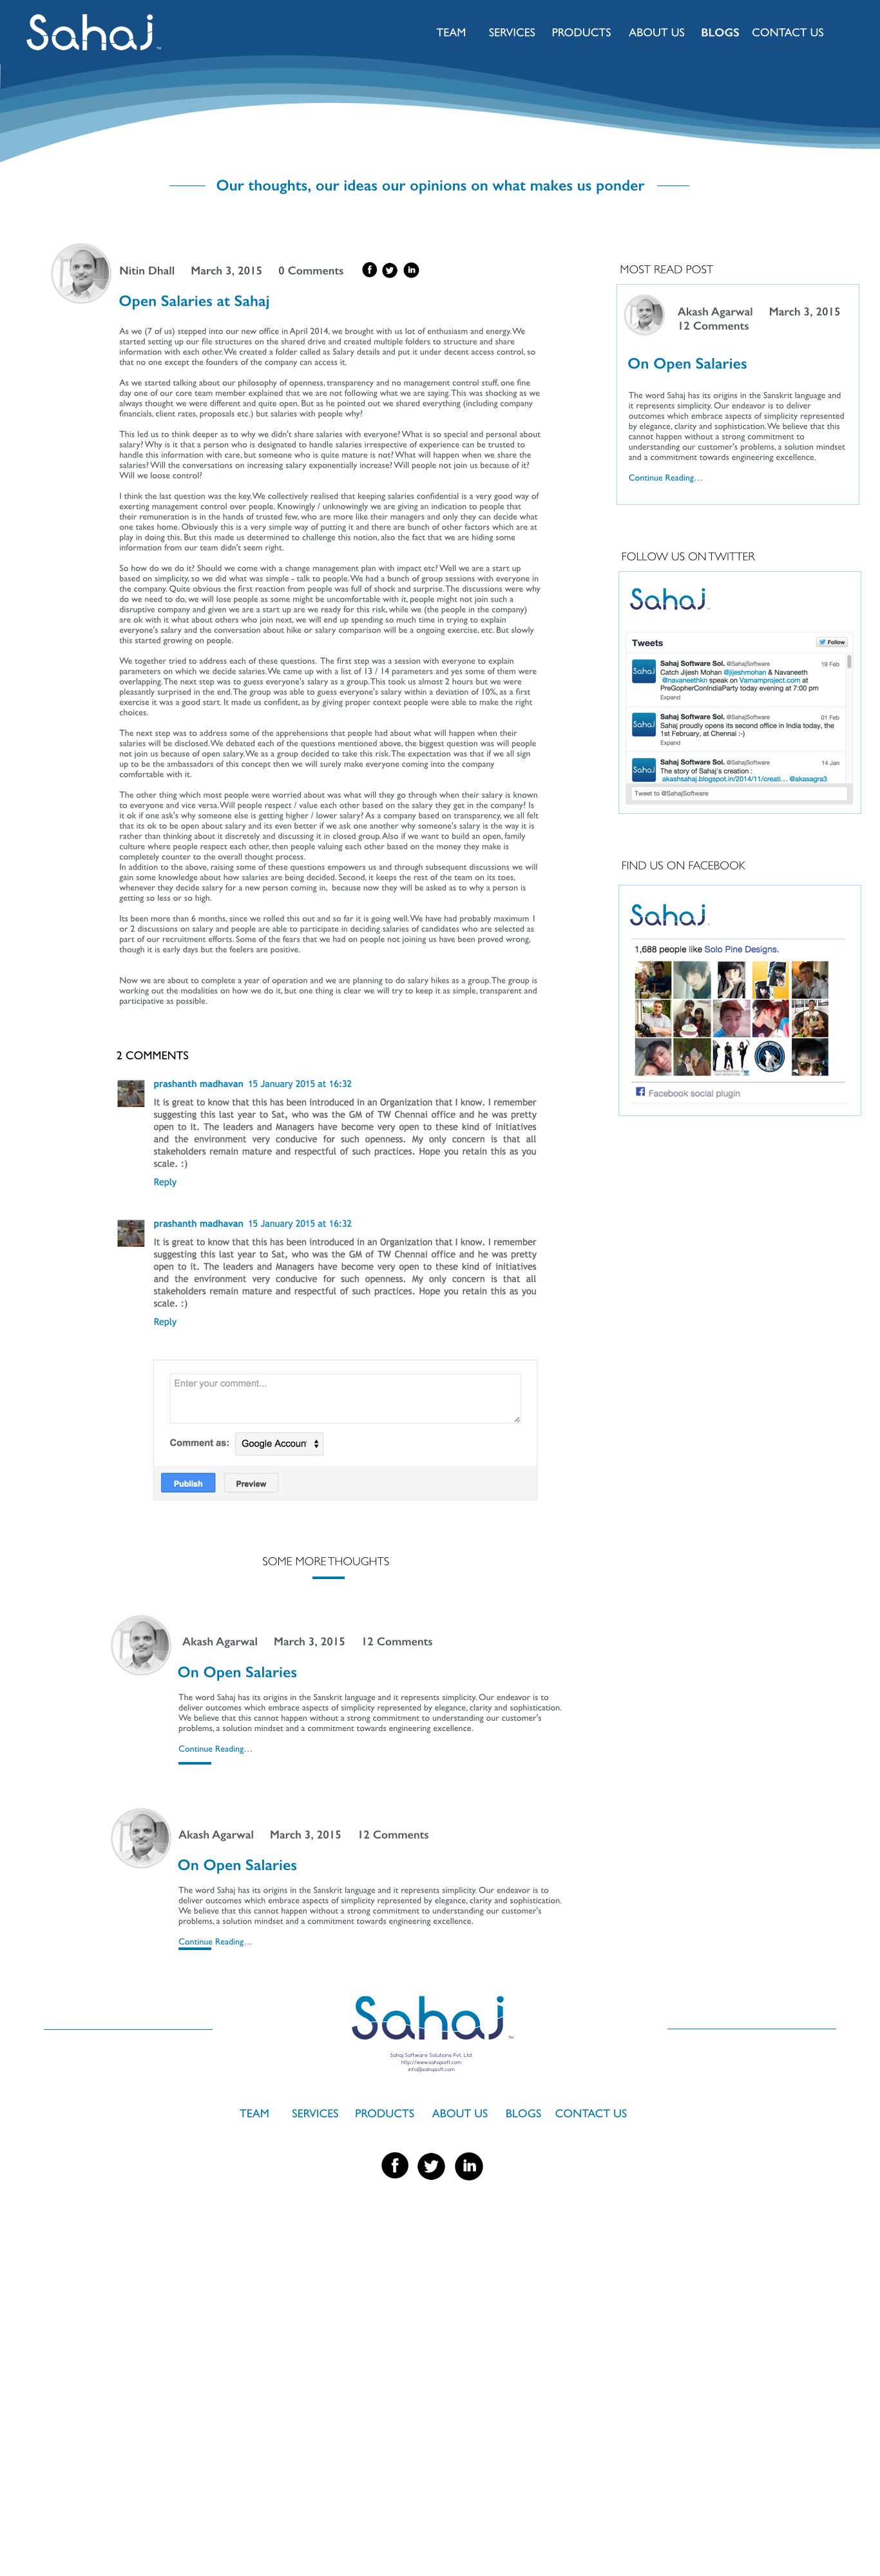 Sahaj
TEAM SERVICES PRODUCTS ABOUT US BLOGS CONTACT US
Our thoughts, our ideas our opinions on what makes us ponder
Nitin Dhall March 3, 2015 0 Comments
Open Salaries at Sahaj
As we (7 of us) stepped into our new office in April 2014, we brought with us lot of enthusiasm and energy. We
started setting up our file structures on the shared drive and created multiple folders to structure and share
information with each other. We created a folder called as Salary details and put it under decent access control, so
that no one except the founders of the company can access it.
As we started talking about our philosophy of openness, transparency and no management control stuff, one fine
day one of our core team member explained that we are not following what we are saying. This was shocking as we
always thought we were different and quite open. But as he pointed out we shared everything (including company
financials, client rates, proposals etc.) but salaries with people why?
This led us to think deeper as to why we didn't share salaries with everyone? What is so special and personal about
salary? Why is it that a person who is designated to handle salaries irrespective of experience can be trusted to
handle this information with care, but someone who is quite mature is not? What will happen when we share the
salaries? Will the conversations on increasing salary exponentially increase? Will people not join us because of it?
Will we loose control?
I think the last question was the key. We collectively realised that keeping salaries confidential is a very good way of
exerting management control over people. Knowingly / unknowingly we are giving an indication to people that
their remuneration is in the hands of trusted few, who are more like their managers and only they can decide what
one takes home. Obviously this is a very simple way of putting it and there are bunch of other factors which are at
play in doing this. But this made us determined to challenge this notion, also the fact that we are hiding some
information from our team didn't seem right.
So how do we do it? Should we come with a change management plan with impact etc? Well we are a start up
based on simplicity, so we did what was simple - talk to people. We had a bunch of group sessions with everyone in
the company. Quite obvious the first reaction from people was full of shock and surprise. The discussions were why
do we need to do, we will lose people as some might be uncomfortable with it, people might not join such a
disruptive company and given we are a start up are we ready for this risk, while we (the people in the company)
are ok with it what about others who join next, we will end up spending so much time in trying to explain
everyone's salary and the conversation about hike or salary comparison will be a ongoing exercise, etc. But slowly
this started growing on people.
We together tried to address each of these questions. The first step was a session with everyone to explain
parameters on which we decide salaries. We came up with a list of 13 / 14 parameters and yes some of them were
overlapping. The next step was to guess everyone's salary as a group. This took us almost 2 hours but we were
pleasantly surprised in the end. The group was able to guess everyone's salary within a deviation of 10%, as a first
exercise it was a good start. It made us confident, as by giving proper context people were able to make the right
choices.
The next step was to address some of the apprehensions that people had about what will happen when their
salaries will be disclosed. We debated each of the questions mentioned above, the biggest question was will people
not join us because of open salary. We as a group decided to take this risk. The expectation was that if we all sign
up to be the ambassadors of this concept then we will surely make everyone coming into the company
comfortable with it.
The other thing which most people were worried about was what will they go through when their salary is known
to everyone and vice versa. Will people respect / value each other based on the salary they get in the company? Is
it ok if one ask's why someone else is getting higher / lower salary? As a company based on transparency, we all felt
that its ok to be open about salary and its even better if we ask one another why someone's salary is the way it is
rather than thinking about it discretely and discussing it in closed group. Also if we want to build an open, family
culture where people respect each other, then people valuing each other based on the money they make is
completely counter to the overall thought process.
In addition to the above, raising some of these questions empowers us and through subsequent discussions we will
gain some knowledge about how salaries are being decided. Second, it keeps the rest of the team on its toes,
whenever they decide salary for a new person coming in, because now they will be asked as to why a person is
getting so less or so high.
Its been more than 6 months, since we rolled this out and so far it is going well. We have had probably maximum 1
or 2 discussions on salary and people are able to participate in deciding salaries of candidates who are selected as
part of our recruitment efforts. Some of the fears that we had on people not joining us have been proved wrong,
though it is early days but the feelers are positive.
Now we are about to complete a year of operation and we are planning to do salary hikes as a group. The group is
working out the modalities on how we do it, but one thing is clear we will try to keep it as simple, transparent and
participative as possible.
MOST READ POST
Akash Agarwal March 3, 2015
12 Comments
On Open Salaries
The word Sahaj has its origins in the Sanskrit language and
it represents simplicity. Our endeavor is to deliver
outcomes which embrace aspects of simplicity represented
by elegance, clarity and sophistication. We believe that this
cannot happen without a strong commitment to
understanding our customer's problems, a solution mindset
and a commitment towards engineering excellence.
Continue Reading…
FOLLOW US ON TWITTER
Sahaj
Tweets Follow
Sahaj Sahaj Software Sol. @SahajSoftware 19 Feb
Catch Jijesh Mohan @jijeshmohan & Navaneeth
@navaneethkn speak on Vamamproject.com at
PreGopherConIndiaParty today evening at 7:00 pm
Expand
Sahaj Sahaj Software Sol. @SahajSoftware 01 Feb
Sahaj proudly opens its second office in India today, the
1st February, at Chennai :-)
Expand
Sahaj Sahaj Software Sol. @SahajSoftware 14 Jan
The story of Sahaj's creation :
akashsahaj.blogspot.in/2014/11/creati... @akasagra3
Tweet to @SahajSoftware
FIND US ON FACEBOOK
Sahaj
1,688 people like Solo Pine Designs.
Facebook social plugin
2 COMMENTS
prashanth madhavan 15 January 2015 at 16:32
It is great to know that this has been introduced in an Organization that I know. I remember
suggesting this last year to Sat, who was the GM of TW Chennai office and he was pretty
open to it. The leaders and Managers have become very open to these kind of initiatives
and the environment very conducive for such openness. My only concern is that all
stakeholders remain mature and respectful of such practices. Hope you retain this as you
scale. :)
Reply
prashanth madhavan 15 January 2015 at 16:32
It is great to know that this has been introduced in an Organization that I know. I remember
suggesting this last year to Sat, who was the GM of TW Chennai office and he was pretty
open to it. The leaders and Managers have become very open to these kind of initiatives
and the environment very conducive for such openness. My only concern is that all
stakeholders remain mature and respectful of such practices. Hope you retain this as you
scale. :)
Reply
Enter your comment...
Comment as: Google Accoun
Publish Preview
SOME MORE THOUGHTS
Akash Agarwal March 3, 2015 12 Comments
On Open Salaries
The word Sahaj has its origins in the Sanskrit language and it represents simplicity. Our endeavor is to
deliver outcomes which embrace aspects of simplicity represented by elegance, clarity and sophistication.
We believe that this cannot happen without a strong commitment to understanding our customer's
problems, a solution mindset and a commitment towards engineering excellence.
Continue Reading…
Akash Agarwal March 3, 2015 12 Comments
On Open Salaries
The word Sahaj has its origins in the Sanskrit language and it represents simplicity. Our endeavor is to
deliver outcomes which embrace aspects of simplicity represented by elegance, clarity and sophistication.
We believe that this cannot happen without a strong commitment to understanding our customer's
problems, a solution mindset and a commitment towards engineering excellence.
Continue Reading…
Sahaj
Sahaj Software Solutions Pvt. Ltd.
http://www.sahajsoft.com
info@sahajsoft.com
TEAM SERVICES PRODUCTS ABOUT US BLOGS CONTACT US